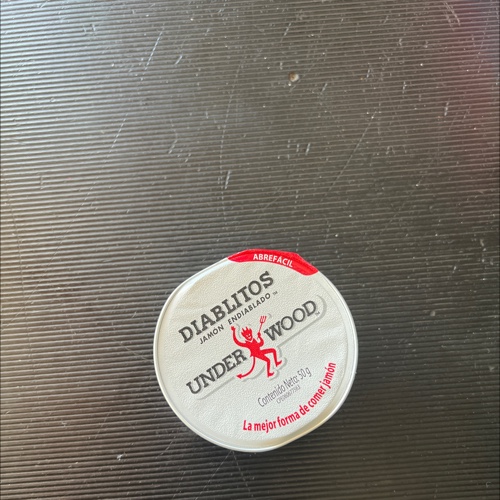 ABREFÁCIL
DIABLITOS
JAMÓN ENDIABLADO
UNDER WOOD
Contenido Neto: 50 g
La mejor forma de comer jamón